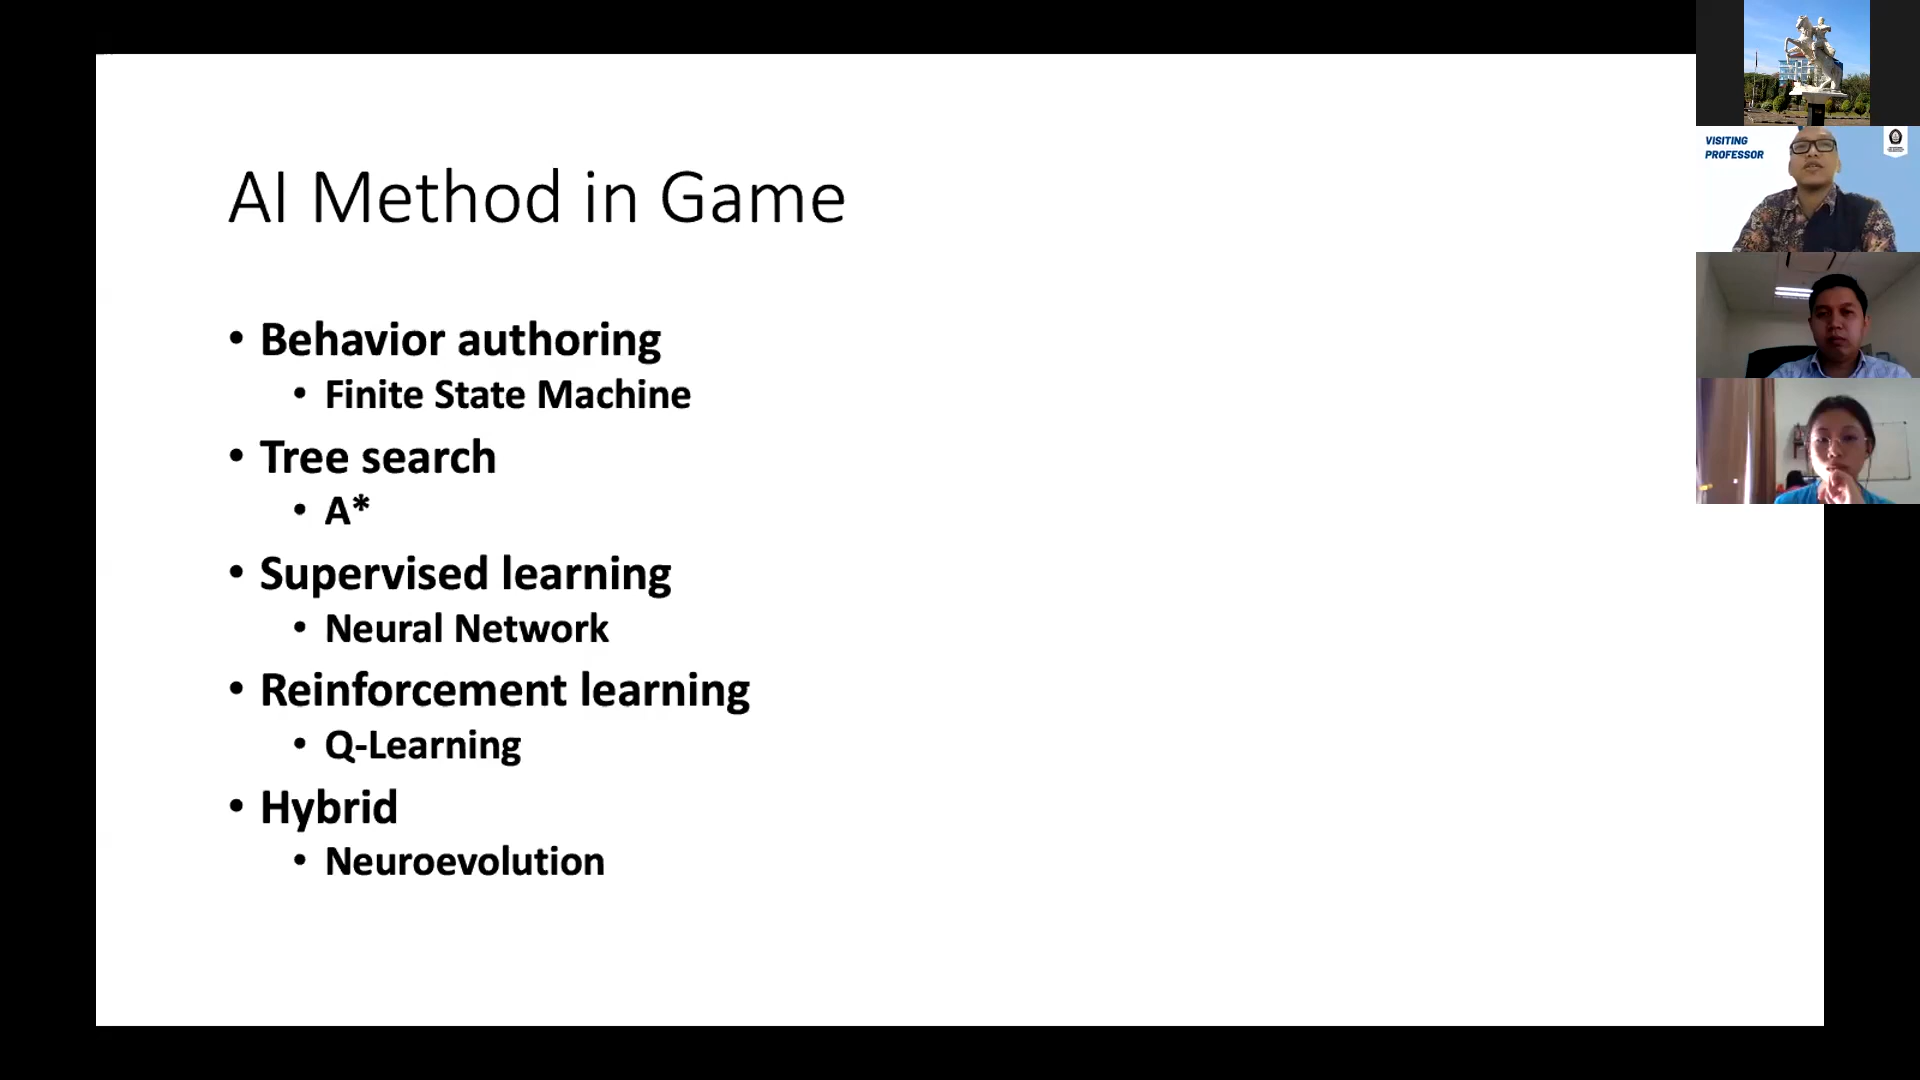 AI Method in Game
• Behavior authoring
• Finite State Machine
• Tree search
• A*
• Supervised learning
• Neural Network
• Reinforcement learning
• Q-Learning
• Hybrid
• Neuroevolution
VISITING
PROFESSOR